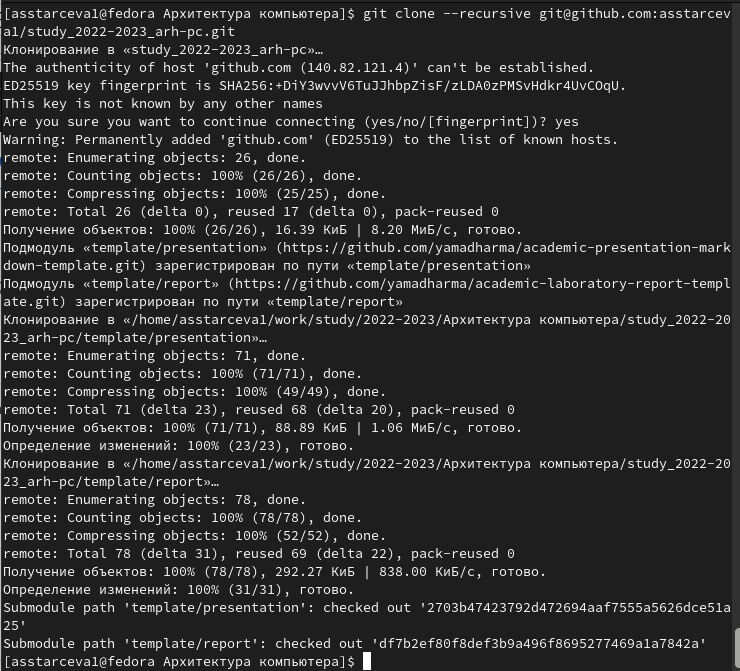 [asstarceva1@fedora Архитектура компьютера]$ git clone --recursive git@github.com:asstarcev
a1/study_2022-2023_arh-pc.git
Клонирование в «study_2022-2023_arh-pc»…
The authenticity of host 'github.com (140.82.121.4)' can't be established.
ED25519 key fingerprint is SHA256:+DiY3wvvV6TuJJhbpZisF/zLDA0zPMSvHdkr4UvCOqU.
This key is not known by any other names
Are you sure you want to continue connecting (yes/no/[fingerprint])? yes
Warning: Permanently added 'github.com' (ED25519) to the list of known hosts.
remote: Enumerating objects: 26, done.
remote: Counting objects: 100% (26/26), done.
remote: Compressing objects: 100% (25/25), done.
remote: Total 26 (delta 0), reused 17 (delta 0), pack-reused 0
Получение объектов: 100% (26/26), 16.39 КиБ | 8.20 МиБ/с, готово.
Подмодуль «template/presentation» (https://github.com/yamadharma/academic-presentation-mark
down-template.git) зарегистрирован по пути «template/presentation»
Подмодуль «template/report» (https://github.com/yamadharma/academic-laboratory-report-templ
ate.git) зарегистрирован по пути «template/report»
Клонирование в «/home/asstarceva1/work/study/2022-2023/Архитектура компьютера/study_2022-20
23_arh-pc/template/presentation»…
remote: Enumerating objects: 71, done.
remote: Counting objects: 100% (71/71), done.
remote: Compressing objects: 100% (49/49), done.
remote: Total 71 (delta 23), reused 68 (delta 20), pack-reused 0
Получение объектов: 100% (71/71), 88.89 КиБ | 1.06 МиБ/с, готово.
Определение изменений: 100% (23/23), готово.
Клонирование в «/home/asstarceva1/work/study/2022-2023/Архитектура компьютера/study_2022-20
23_arh-pc/template/report»…
remote: Enumerating objects: 78, done.
remote: Counting objects: 100% (78/78), done.
remote: Compressing objects: 100% (52/52), done.
remote: Total 78 (delta 31), reused 69 (delta 22), pack-reused 0
Получение объектов: 100% (78/78), 292.27 КиБ | 838.00 КиБ/с, готово.
Определение изменений: 100% (31/31), готово.
Submodule path 'template/presentation': checked out '2703b47423792d472694aaf7555a5626dce51a
25'
Submodule path 'template/report': checked out 'df7b2ef80f8def3b9a496f8695277469a1a7842a'
[asstarceva1@fedora Архитектура компьютера]$